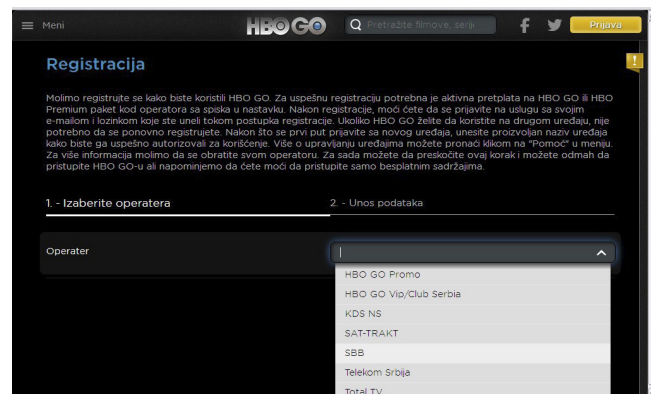 Meni
HBO GO
Pretražite filmove, serij
Prijava
Registracija
Molimo registrujte se kako biste koristili HBO GO. Za uspešnu registraciju potrebna je aktivna pretplata na HBO GO ili HBO
Premium paket kod operatora sa spiska u nastavku. Nakon registracije, moći ćete da se prijavite na uslugu sa svojim
e-mailom i lozinkom koje ste uneli tokom postupka registracije. Ukoliko HBO GO želite da koristite na drugom uređaju, nije
potrebno da se ponovno registrujete. Nakon što se prvi put prijavite sa novog uređaja, unesite proizvoljan naziv uređaja
kako biste ga uspešno autorizovali za korišćenje. Više o upravljanju uređajima možete pronaći klikom na "Pomoć" u meniju.
Za više informacija molimo da se obratite svom operatoru. Za sada možete da preskočite ovaj korak i možete odmah da
pristupite HBO GO-u ali napominjemo da ćete moći da pristupite samo besplatnim sadržajima.
1. - Izaberite operatera
2. - Unos podataka
Operater
HBO GO Promo
HBO GO Vip/Club Serbia
KDS NS
SAT-TRAKT
SBB
Telekom Srbija
Total TV